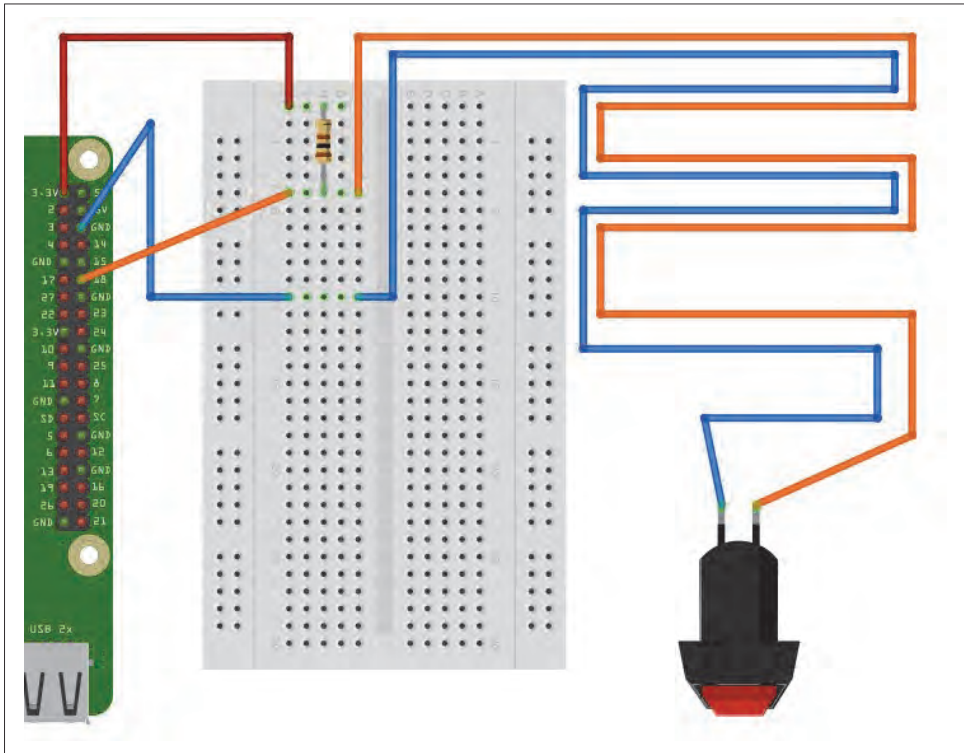 3.3V 5
2 5V
3 GND
4 14
GND 15
17 18
27 GND
22 23
3.3V 24
10 GND
9 25
11 8
GND 7
SD SC
5 GND
6 12
13 GND
19 16
26 20
GND 21
USB 2x